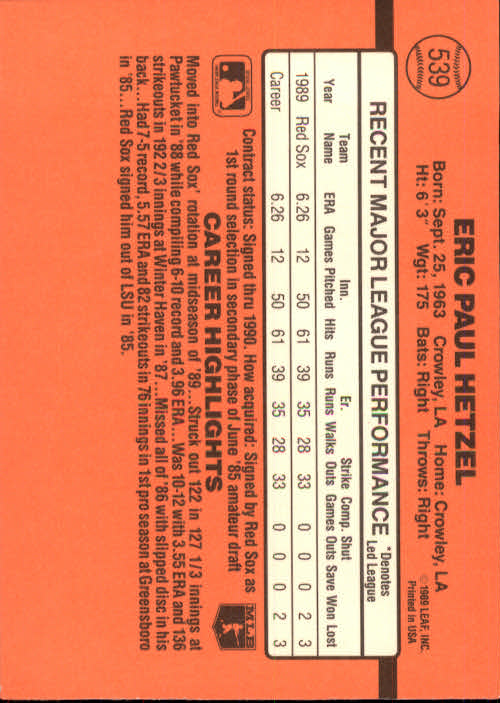 539
ERIC PAUL HETZEL
© 1989 LEAF, INC.
Printed in USA
Born: Sept. 25, 1963 Crowley, LA Home: Crowley, LA
Ht: 6' 3" Wgt: 175 Bats: Right Throws: Right
RECENT MAJOR LEAGUE PERFORMANCE *Denotes
Led League
Team Inn. Er. Strike Comp. Shut
Year Name ERA Games Pitched Hits Runs Runs Walks Outs Games Outs Save Won Lost
1989 Red Sox 6.26 12 50 61 39 35 28 33 0 0 0 2 3
Career 6.26 12 50 61 39 35 28 33 0 0 0 2 3
Contract status: Signed thru 1990. How acquired: Signed by Red Sox as
1st round selection in secondary phase of June '85 amateur draft
MLB
CAREER HIGHLIGHTS
Moved into Red Sox' rotation at midseason of '89...Struck out 122 in 127 1/3 innings at
Pawtucket in '88 while compiling 6-10 record and 3.96 ERA...Was 10-12 with 3.55 ERA and 136
strikeouts in 192 2/3 innings at Winter Haven in '87...Missed all of '86 with slipped disc in his
back...Had 7-5 record, 5.57 ERA and 82 strikeouts in 76 innings in 1st pro season at Greensboro
in '85...Red Sox signed him out of LSU in '85.